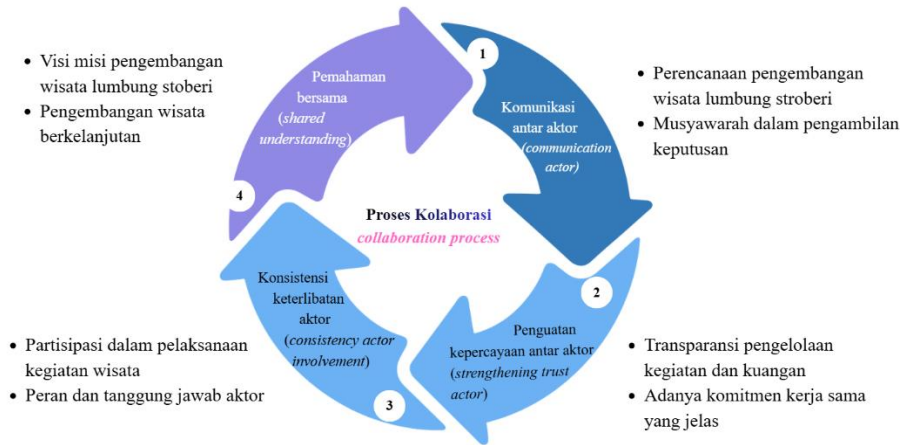 1
Komunikasi
antar aktor
(communication
actor)
• Perencanaan pengembangan
wisata lumbung stroberi
• Musyawarah dalam pengambilan
keputusan
2
Penguatan
kepercayaan antar aktor
(strengthening trust
actor)
• Transparansi pengelolaan
kegiatan dan kuangan
• Adanya komitmen kerja sama
yang jelas
3
Konsistensi
keterlibatan
aktor
(consistency actor
involvement)
• Partisipasi dalam pelaksanaan
kegiatan wisata
• Peran dan tanggung jawab aktor
4
Pemahaman
bersama
(shared
understanding)
• Visi misi pengembangan
wisata lumbung stoberi
• Pengembangan wisata
berkelanjutan
Proses Kolaborasi
collaboration process